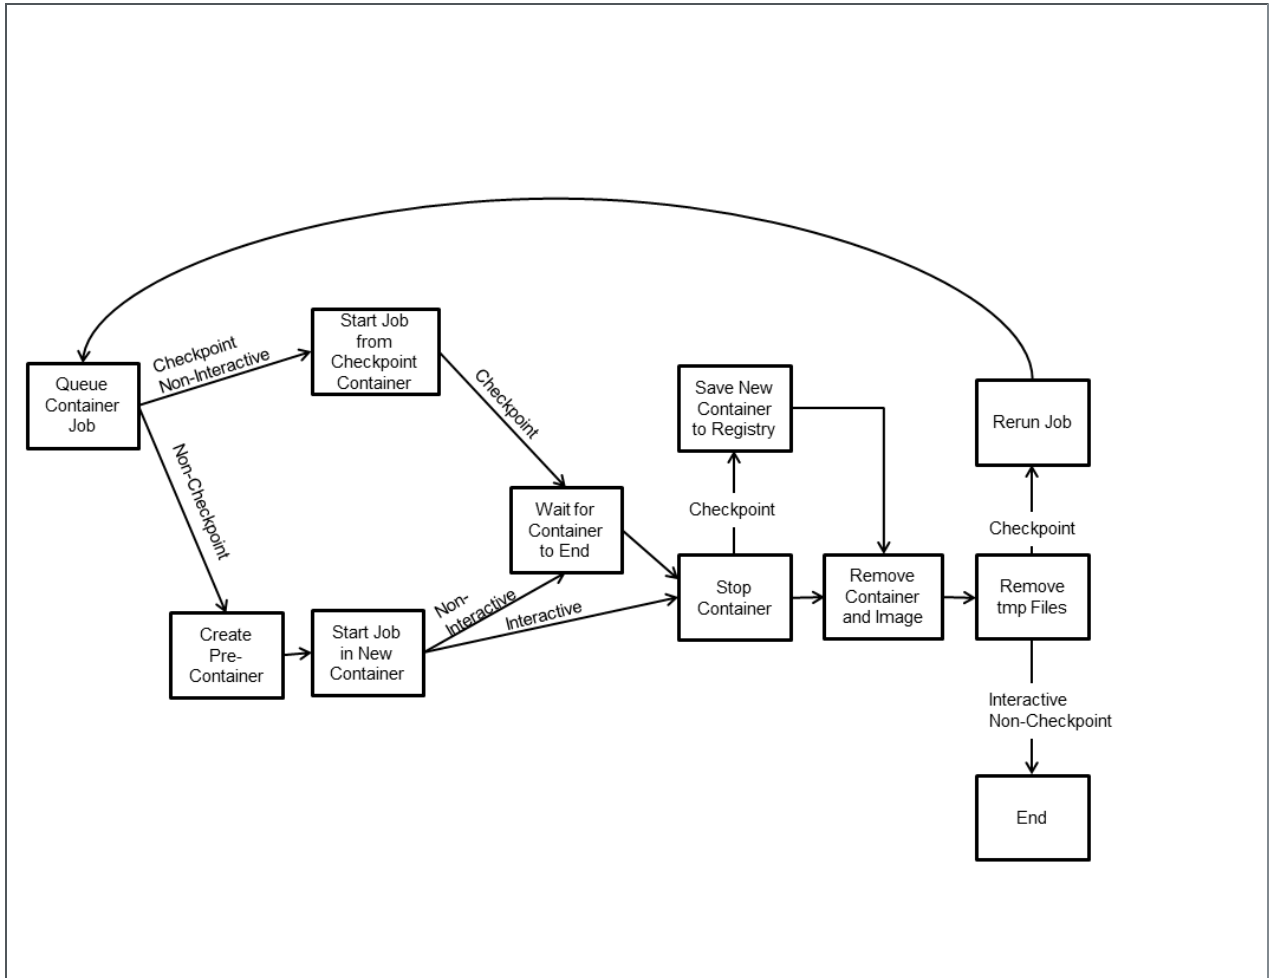 Queue
Container
Job
Checkpoint
Non-Interactive
Non-Checkpoint
Start Job
from
Checkpoint
Container
Checkpoint
Create
Pre-
Container
Start Job
in New
Container
Non-
Interactive
Interactive
Wait for
Container
to End
Save New
Container
to Registry
Checkpoint
Stop
Container
Remove
Container
and Image
Rerun Job
Checkpoint
Remove
tmp Files
Interactive
Non-Checkpoint
End